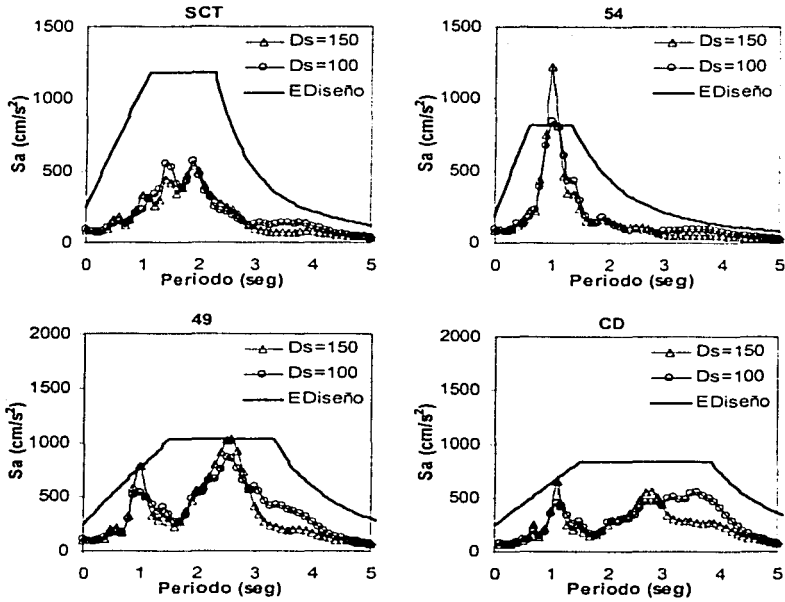 SCT
1500
1000
500
0
Sa (cm/s²)
Ds=150
Ds=100
EDiseño
0 1 2 3 4 5
Periodo (seg)
54
1500
1000
500
0
Sa (cm/s²)
Ds=150
Ds=100
EDiseño
0 1 2 3 4 5
Periodo (seg)
49
2000
1500
1000
500
0
Sa (cm/s²)
Ds=150
Ds=100
EDiseño
0 1 2 3 4 5
Periodo (seg)
CD
2000
1500
1000
500
0
Sa (cm/s²)
Ds=150
Ds=100
EDiseño
0 1 2 3 4 5
Periodo (seg)